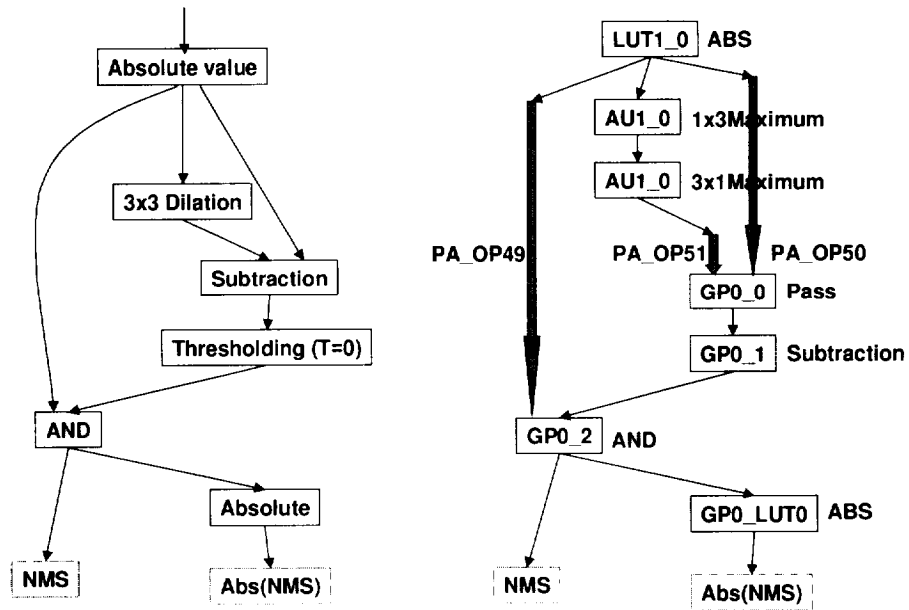 Absolute value
3x3 Dilation
Subtraction
Thresholding (T=0)
AND
Absolute
NMS
Abs(NMS)
LUT1_0 ABS
AU1_0 1x3Maximum
AU1_0 3x1Maximum
PA_OP49 PA_OP51 PA_OP50
GP0_0 Pass
GP0_1 Subtraction
GP0_2 AND
GP0_LUT0 ABS
NMS
Abs(NMS)